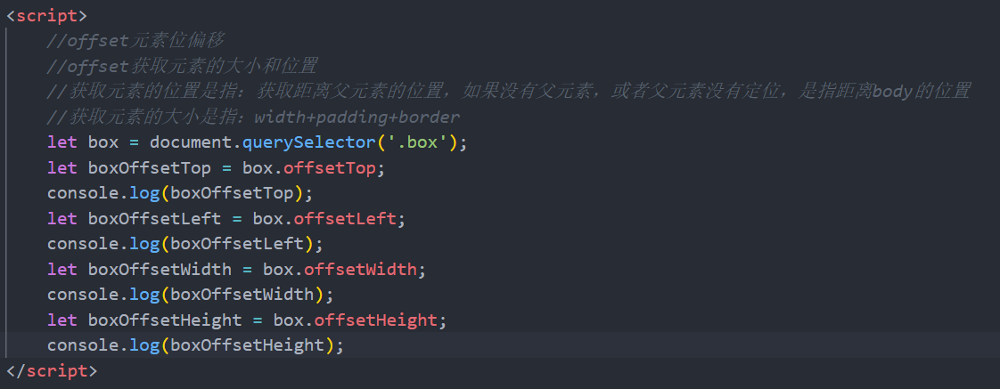 <script>
//offset元素位偏移
//offset获取元素的大小和位置
//获取元素的位置是指：获取距离父元素的位置，如果没有父元素，或者父元素没有定位，是指距离body的位置
//获取元素的大小是指：width+padding+border
let box = document.querySelector('.box');
let boxOffsetTop = box.offsetTop;
console.log(boxOffsetTop);
let boxOffsetLeft = box.offsetLeft;
console.log(boxOffsetLeft);
let boxOffsetWidth = box.offsetWidth;
console.log(boxOffsetWidth);
let boxOffsetHeight = box.offsetHeight;
console.log(boxOffsetHeight);
</script>